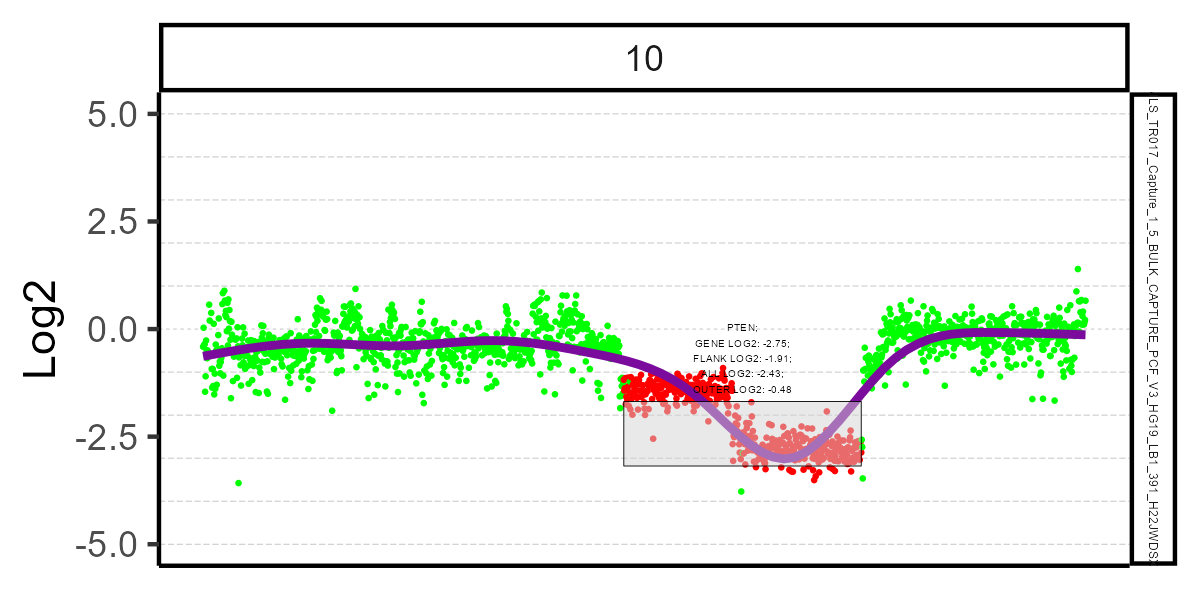 10
5.0
2.5
0.0
-2.5
-5.0
Log2
PTEN;
GENE LOG2: -2.75;
FLANK LOG2: -1.91;
ALL LOG2: -2.43;
OUTER LOG2: -0.48
LS_TR017_Capture_1_5_BULK_CAPTURE_PCF_V3_HG19_LB1_391_H22JWDS